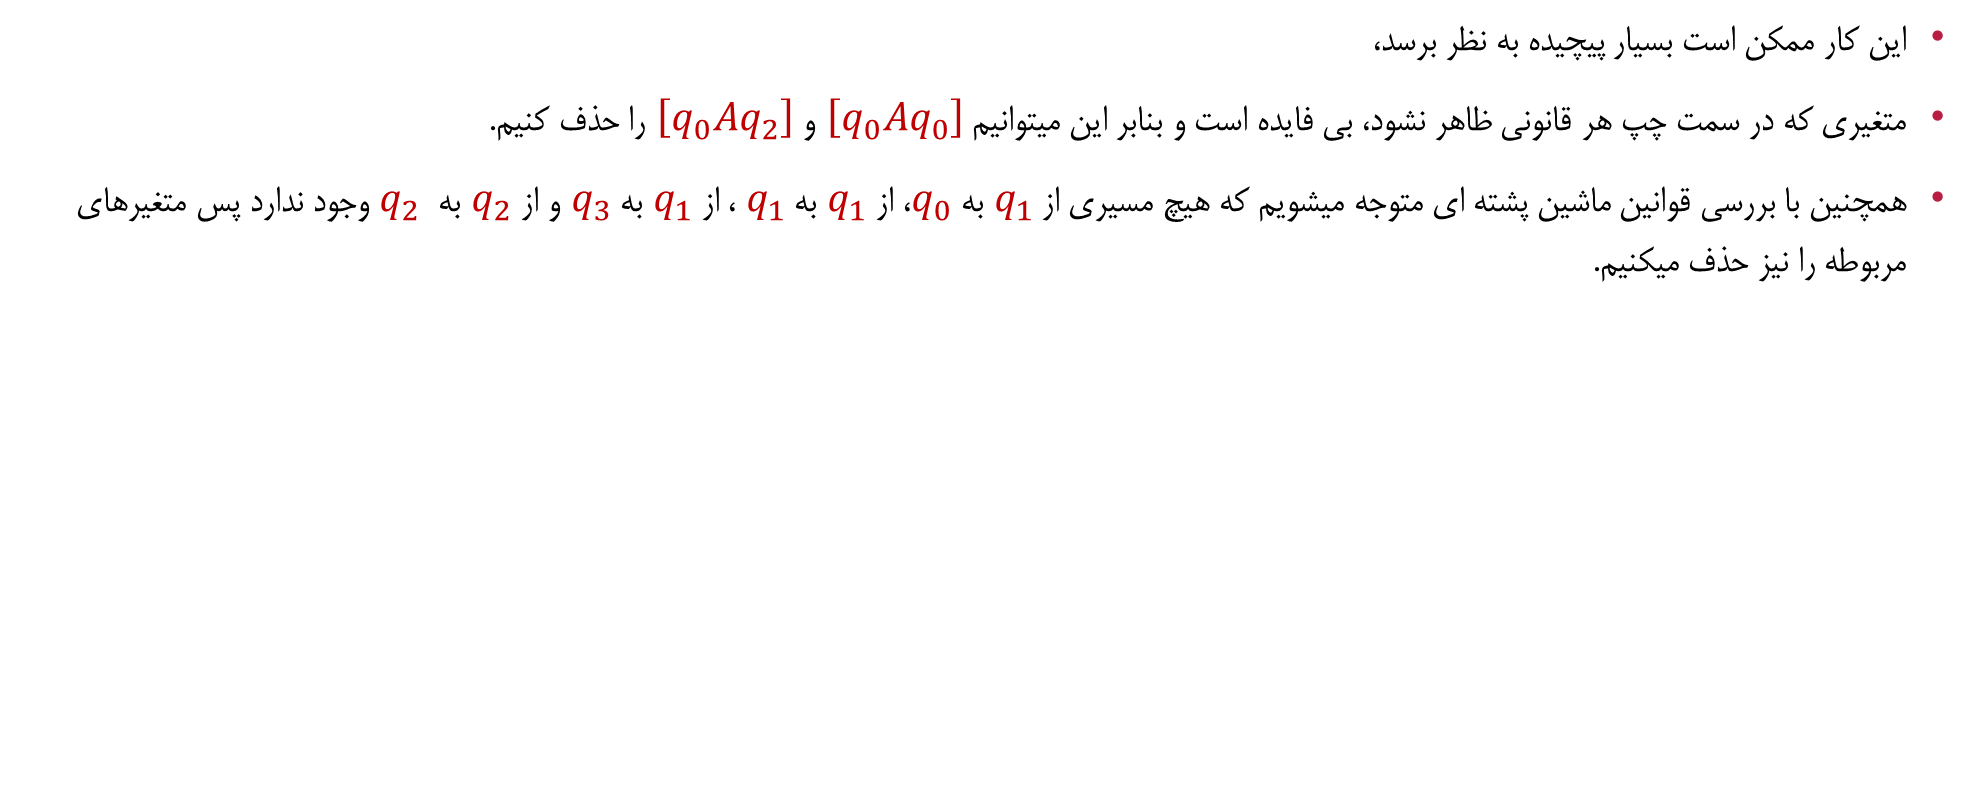 • این کار ممکن است بسیار پیچیده به نظر برسد،
• متغیری که در سمت چپ هر قانونی ظاهر نشود، بی فایده است و بنابر این میتوانیم [q₀Aq₀] و [q₀Aq₂] را حذف کنیم.
• همچنین با بررسی قوانین ماشین پشته ای متوجه میشویم که هیچ مسیری از q₁ به q₀، از q₁ به q₁ ، از q₁ به q₃ و از q₂ به q₂ وجود ندارد پس متغیرهای
مربوطه را نیز حذف میکنیم.